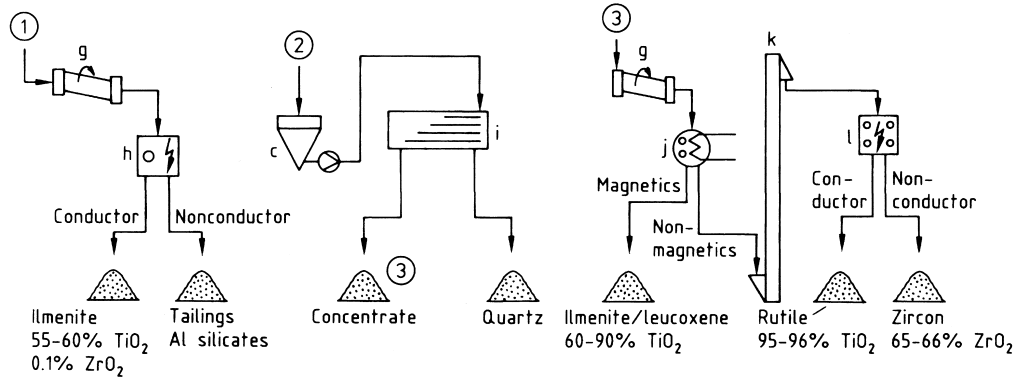 1
g
h
Conductor
Nonconductor
Ilmenite
55–60% TiO₂
0.1% ZrO₂
Tailings
Al silicates
2
c
i
3
Concentrate
Quartz
3
g
j
Magnetics
Non-
magnetics
Ilmenite/leucoxene
60–90% TiO₂
k
l
Con-
ductor
Non-
conductor
Rutile
95–96% TiO₂
Zircon
65–66% ZrO₂